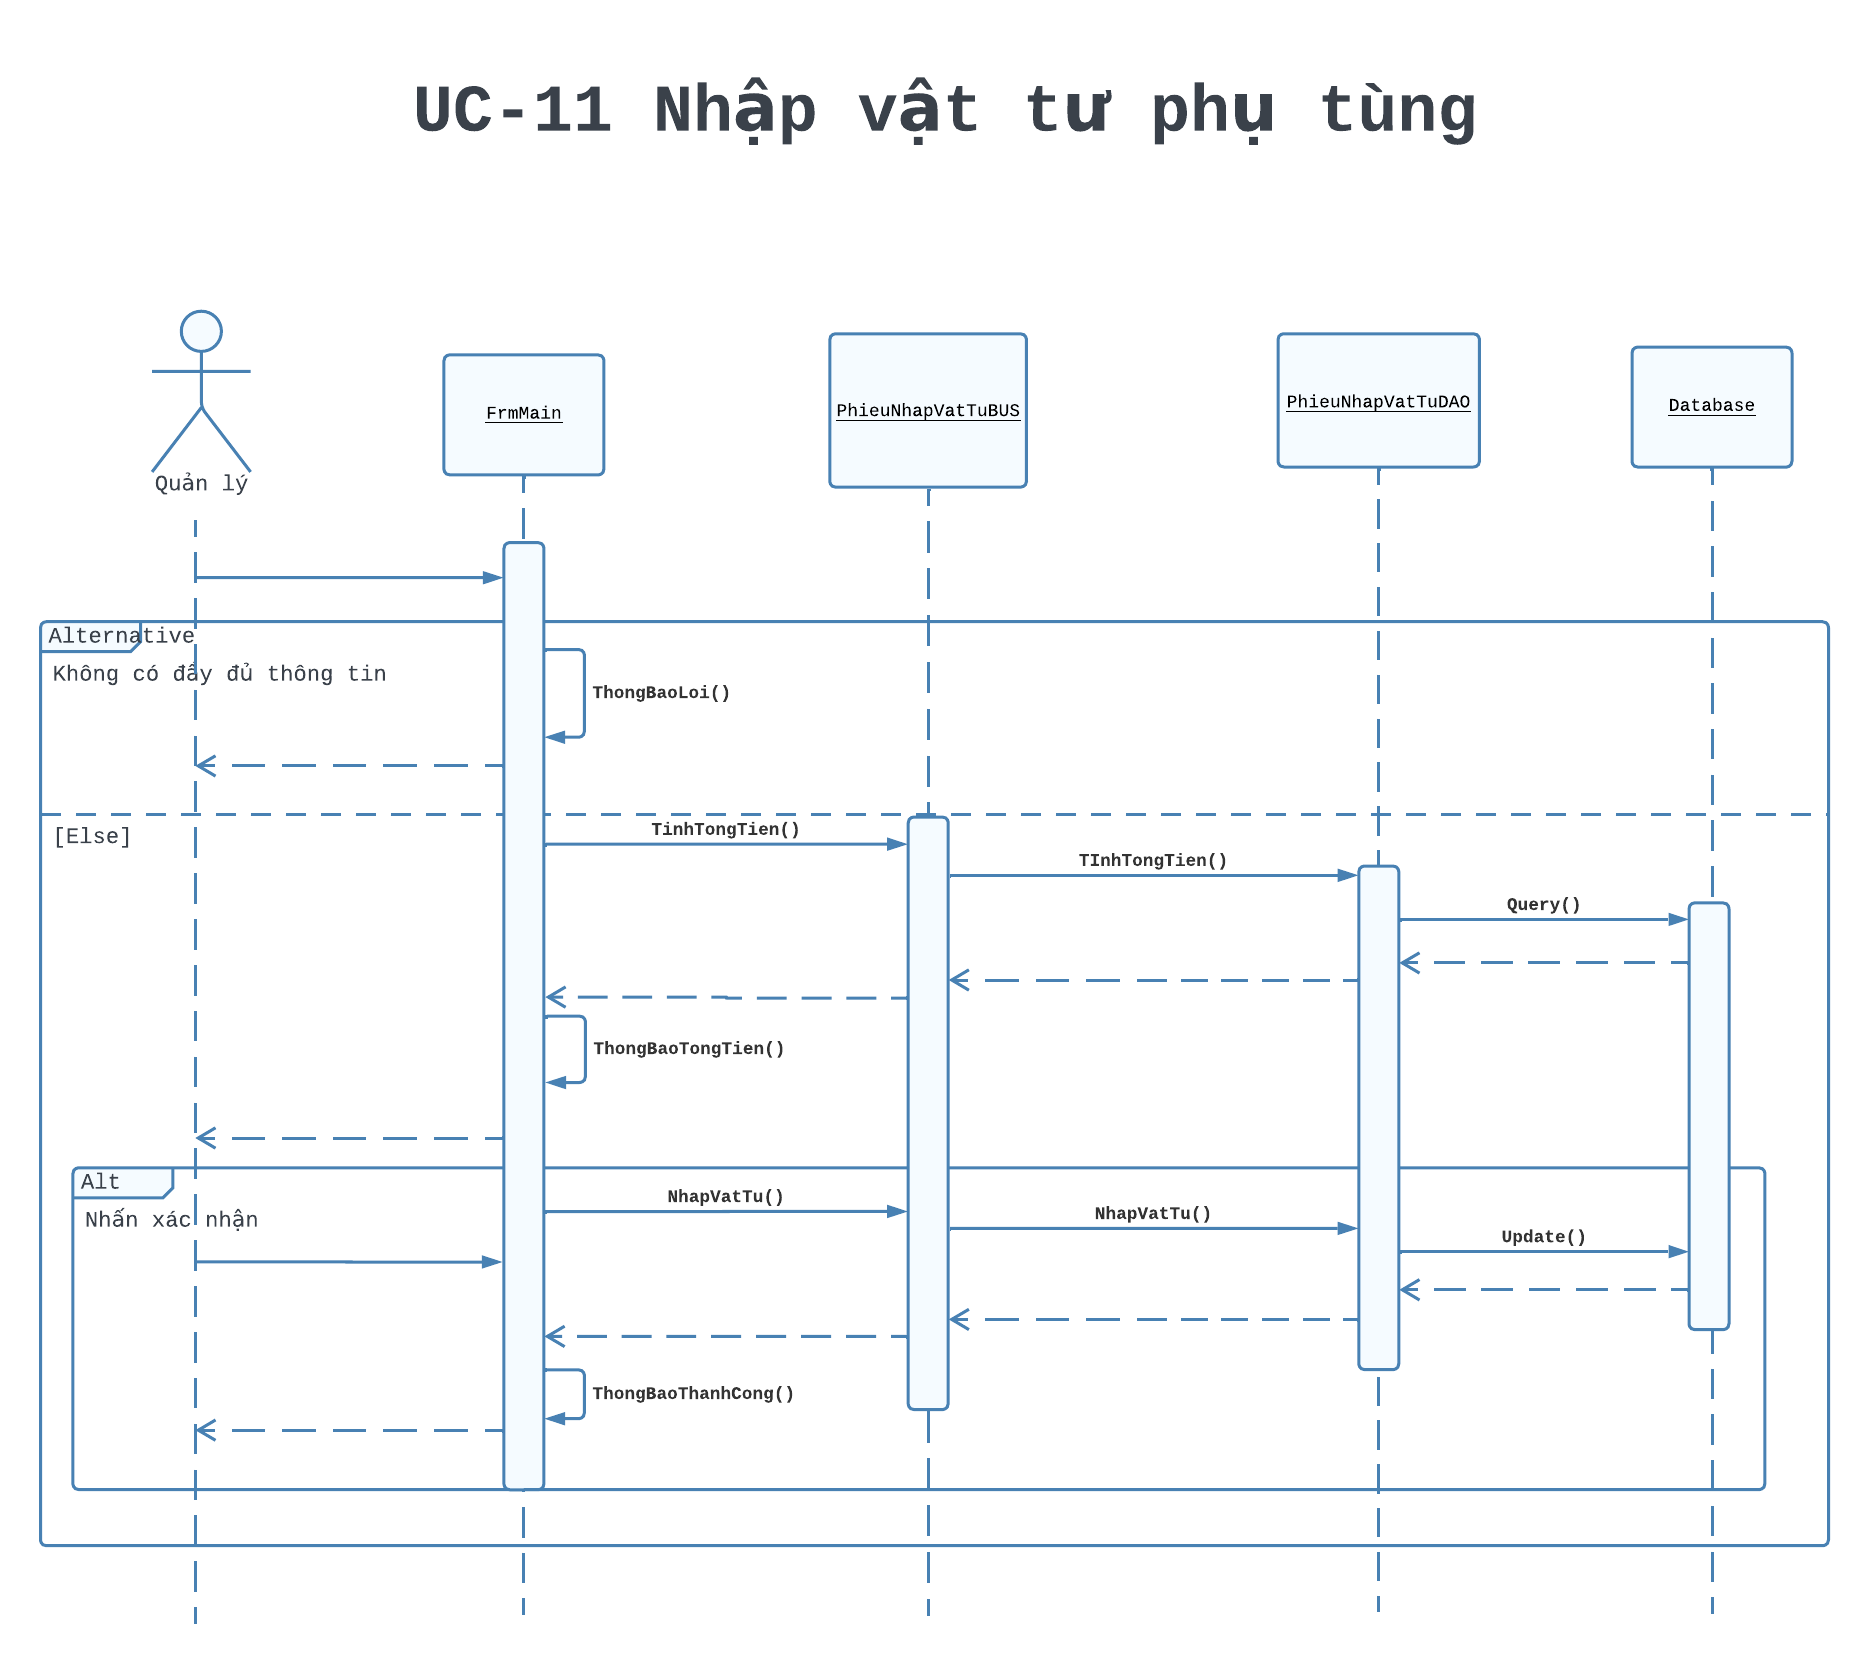 UC-11 Nhập vật tư phụ tùng
Quản lý
FrmMain
PhieuNhapVatTuBUS
PhieuNhapVatTuDAO
Database
Alternative
Không có đầy đủ thông tin
ThongBaoLoi()
[Else]
TinhTongTien()
TInhTongTien()
Query()
ThongBaoTongTien()
Alt
Nhấn xác nhận
NhapVatTu()
NhapVatTu()
Update()
ThongBaoThanhCong()